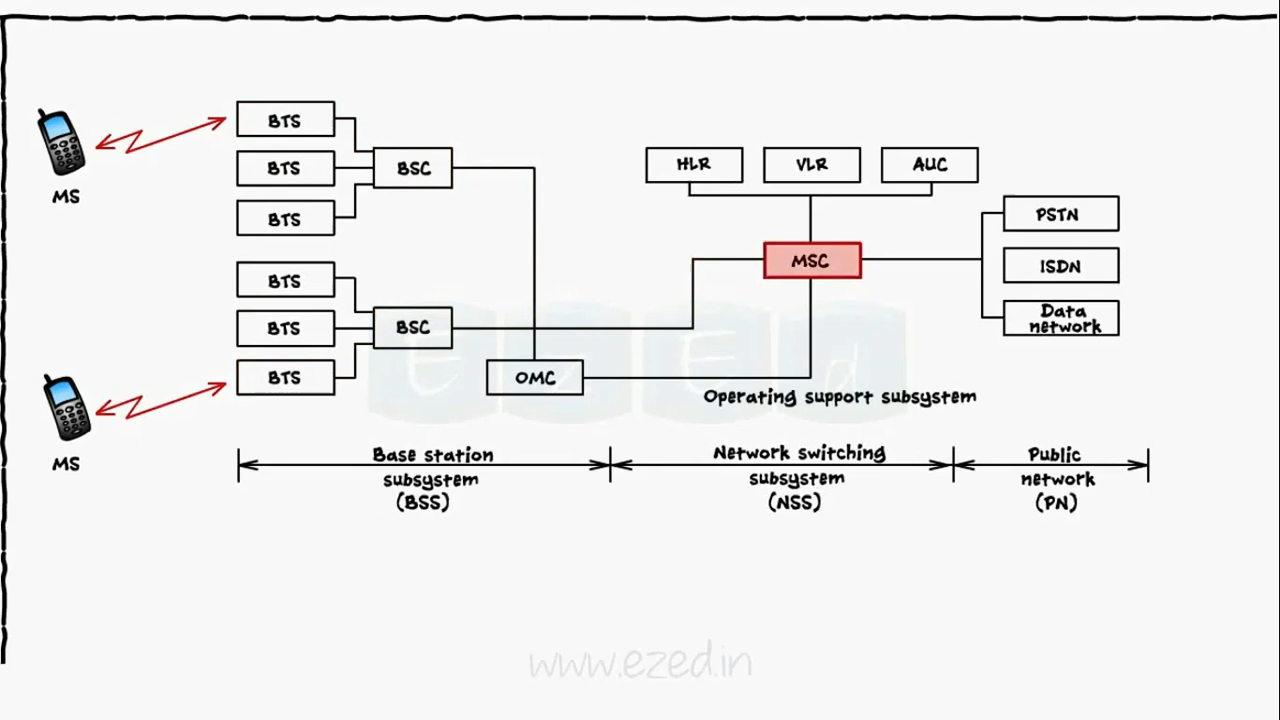 MS
BTS
BTS
BTS
BSC
BTS
BTS
BTS
BSC
MS
OMC
HLR
VLR
AUC
MSC
PSTN
ISDN
Data
network
Operating support subsystem
Base station
subsystem
(BSS)
Network switching
subsystem
(NSS)
Public
network
(PN)
EZEd
www.ezed.in